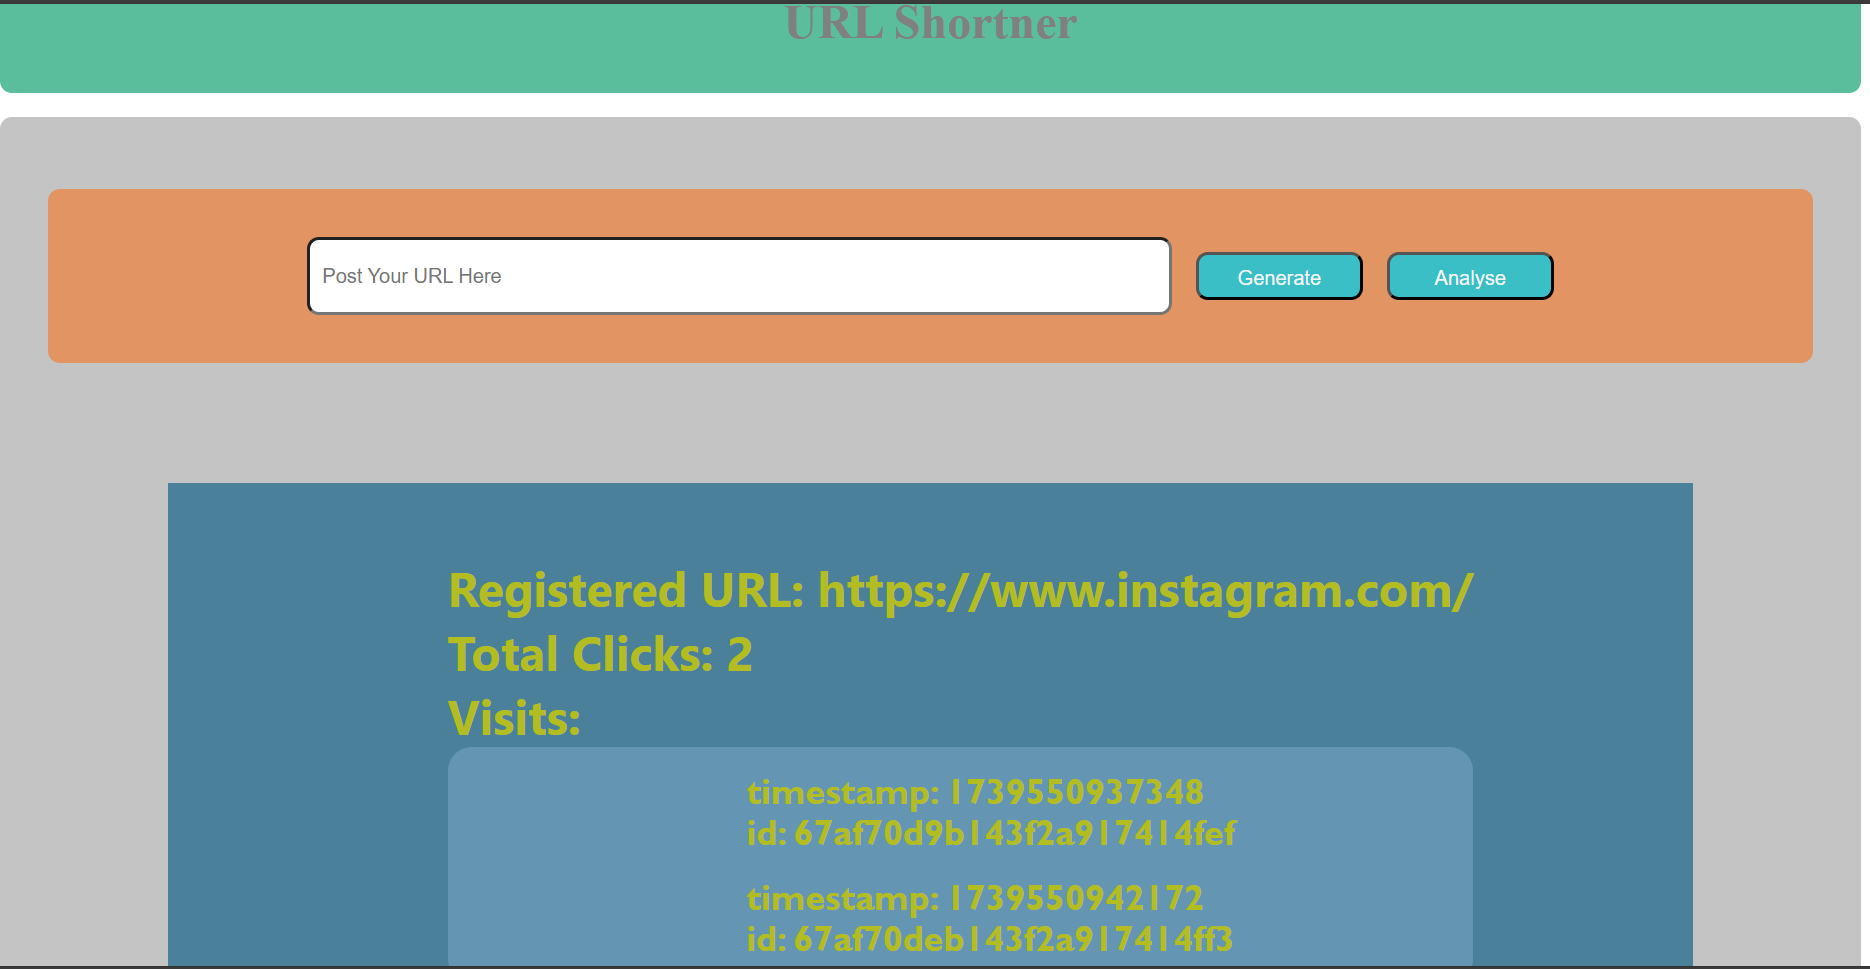 URL Shortner
Post Your URL Here
Generate
Analyse
Registered URL: https://www.instagram.com/
Total Clicks: 2
Visits:
timestamp: 1739550937348
id: 67af70d9b143f2a917414fef
timestamp: 1739550942172
id: 67af70deb143f2a917414ff3